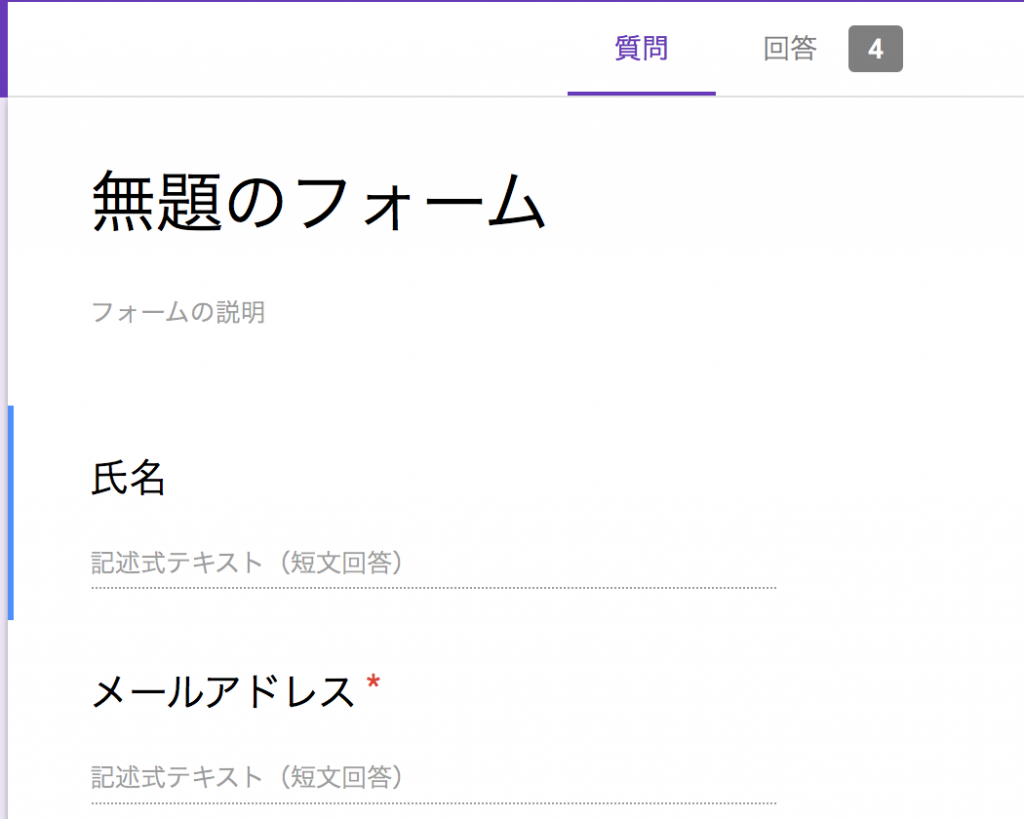 質問 回答 4
無題のフォーム
フォームの説明
氏名
記述式テキスト（短文回答）
メールアドレス *
記述式テキスト（短文回答）